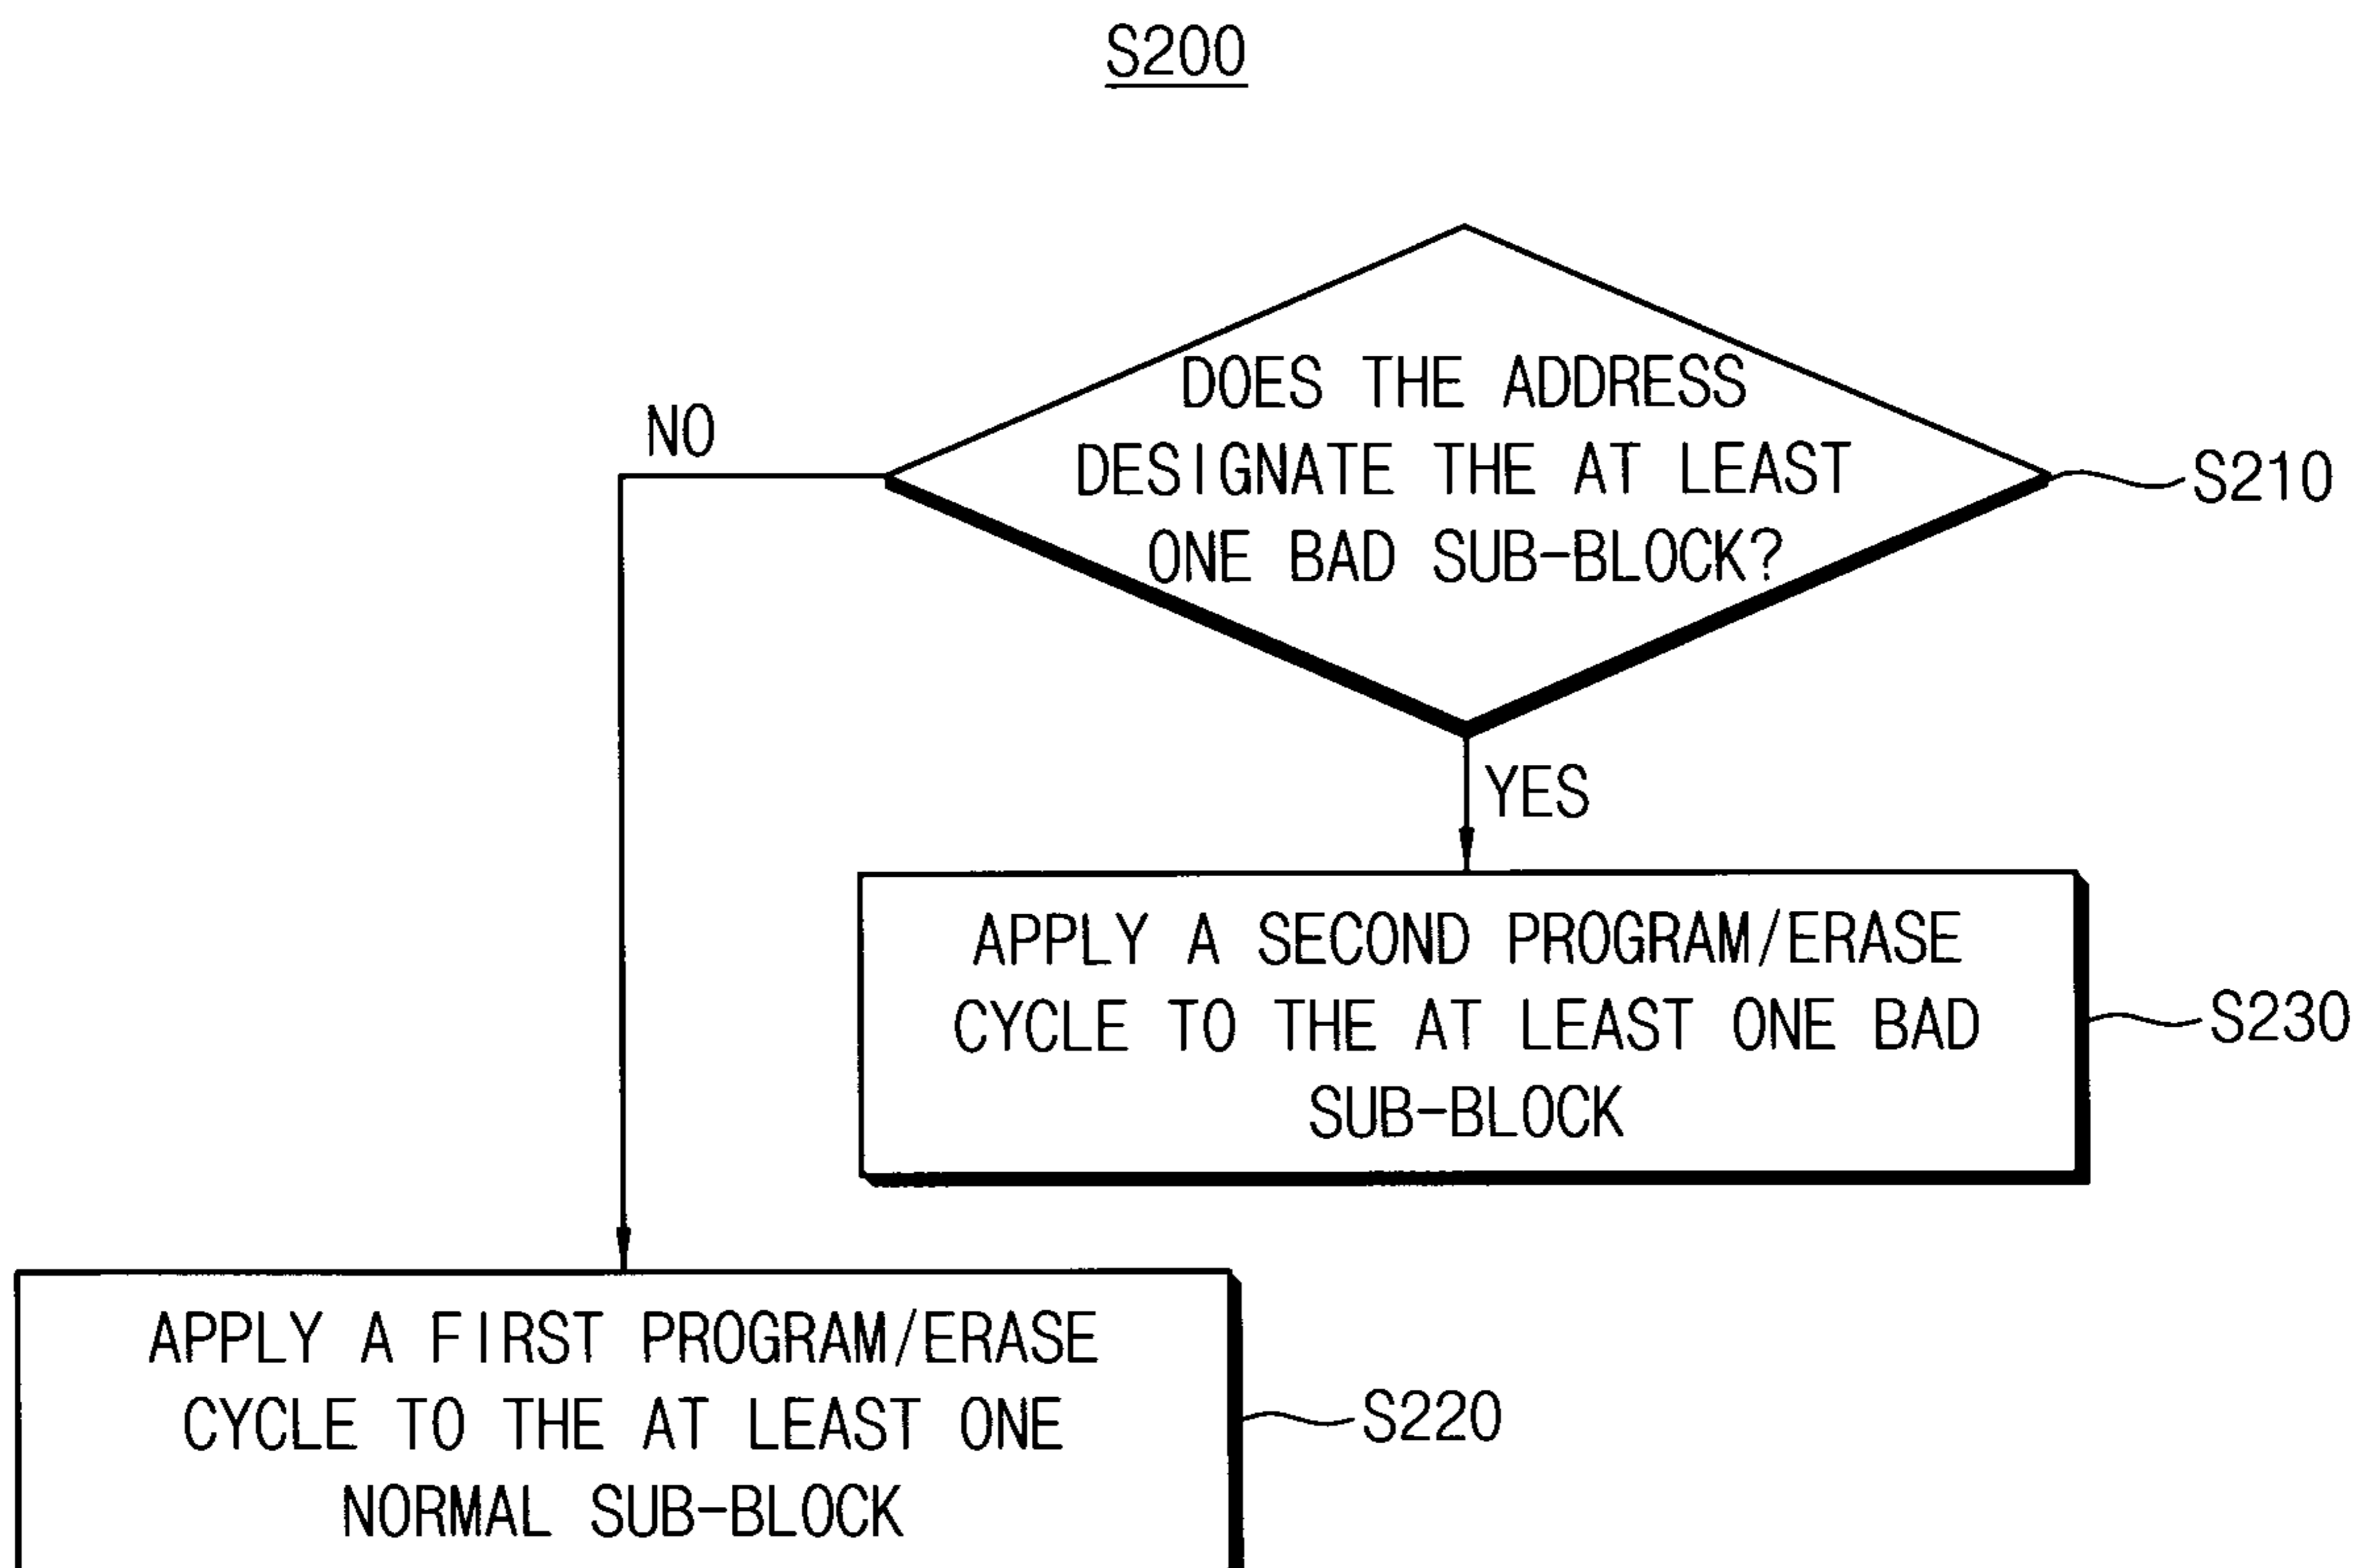 S200
DOES THE ADDRESS
DESIGNATE THE AT LEAST
ONE BAD SUB-BLOCK?
S210
NO
YES
APPLY A SECOND PROGRAM/ERASE
CYCLE TO THE AT LEAST ONE BAD
SUB-BLOCK
S230
APPLY A FIRST PROGRAM/ERASE
CYCLE TO THE AT LEAST ONE
NORMAL SUB-BLOCK
S220